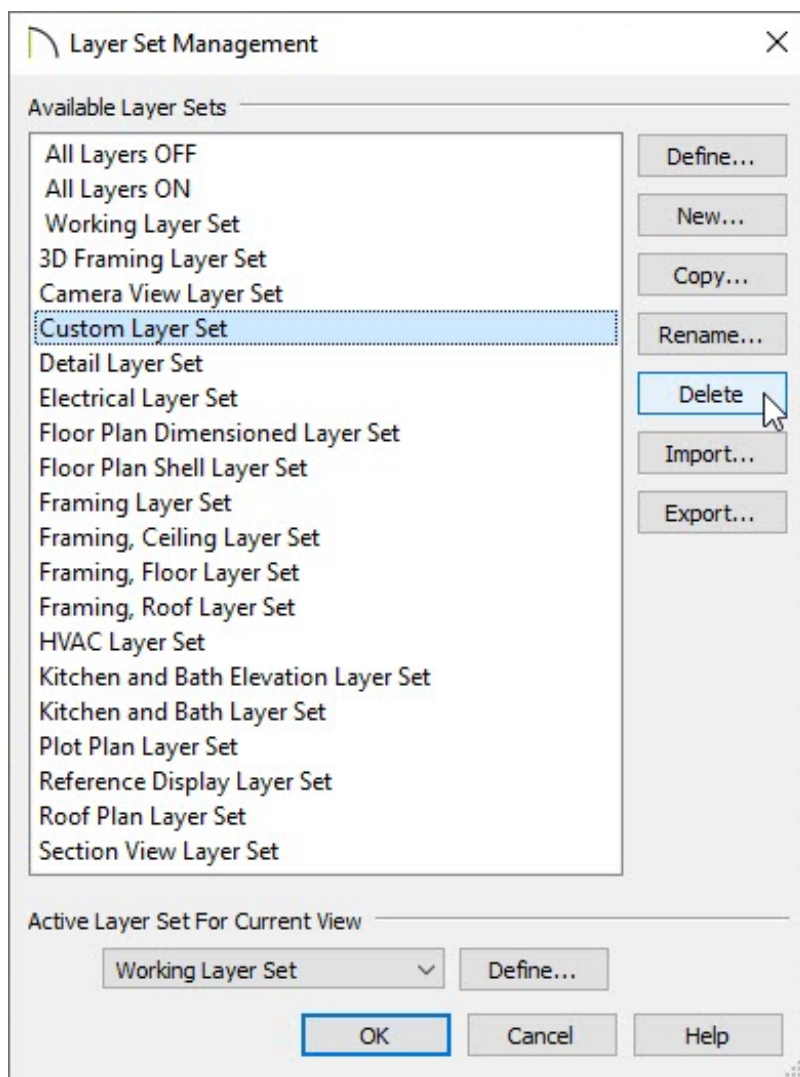 Layer Set Management
Available Layer Sets
All Layers OFF
All Layers ON
Working Layer Set
3D Framing Layer Set
Camera View Layer Set
Custom Layer Set
Detail Layer Set
Electrical Layer Set
Floor Plan Dimensioned Layer Set
Floor Plan Shell Layer Set
Framing Layer Set
Framing, Ceiling Layer Set
Framing, Floor Layer Set
Framing, Roof Layer Set
HVAC Layer Set
Kitchen and Bath Elevation Layer Set
Kitchen and Bath Layer Set
Plot Plan Layer Set
Reference Display Layer Set
Roof Plan Layer Set
Section View Layer Set
Define...
New...
Copy...
Rename...
Delete
Import...
Export...
Active Layer Set For Current View
Working Layer Set
Define...
OK
Cancel
Help